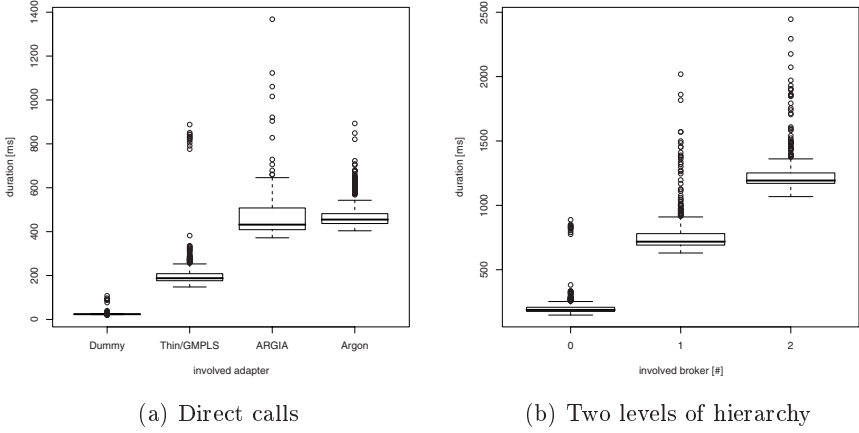 duration [ms]
1400
1200
1000
800
600
400
200
0
Dummy Thin/GMPLS ARGIA Argon
involved adapter
(a) Direct calls
duration [ms]
2500
2000
1500
1000
500
0 1 2
involved broker [#]
(b) Two levels of hierarchy